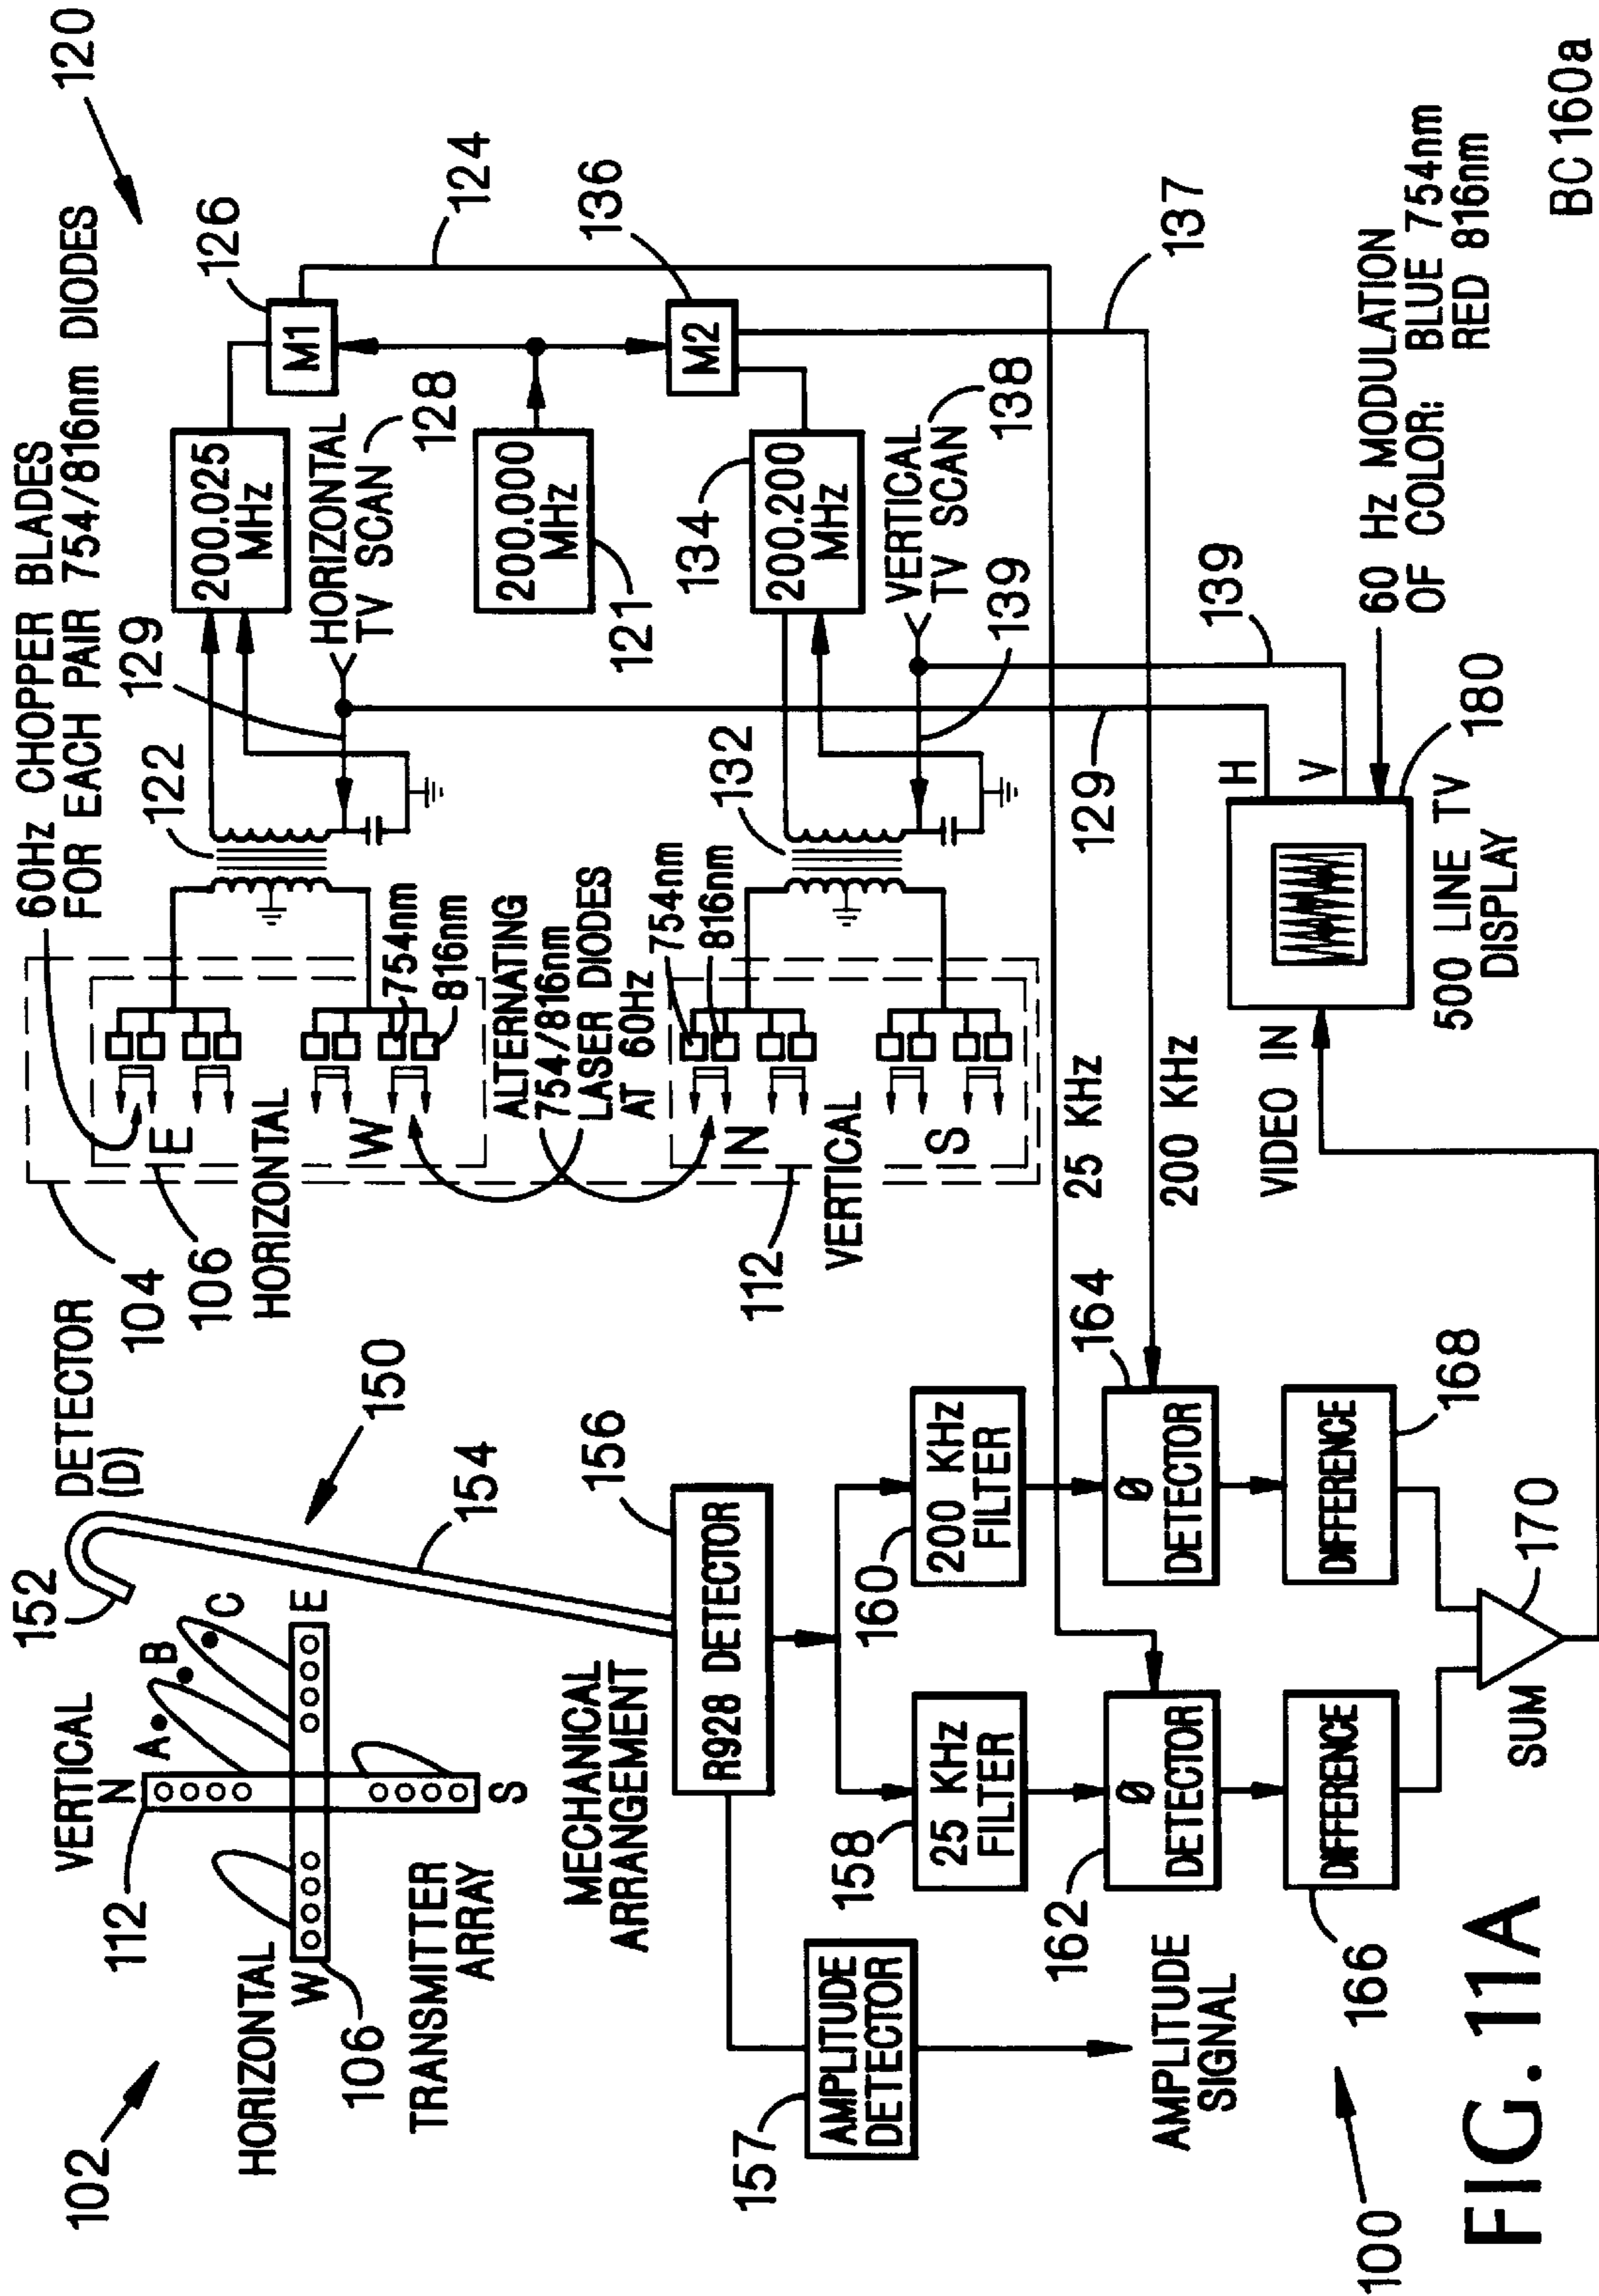 102
VERTICAL
N
112
A
B
C
HORIZONTAL
W
E
106
TRANSMITTER
ARRAY
S
152
DETECTOR
(D)
150
154
MECHANICAL
ARRANGEMENT
156
R928 DETECTOR
157
AMPLITUDE
DETECTOR
AMPLITUDE
SIGNAL
158
25 KHz
FILTER
160
200 KHz
FILTER
162
Ø
DETECTOR
164
Ø
DETECTOR
166
DIFFERENCE
168
DIFFERENCE
SUM
170
100
FIG. 11A
60Hz CHOPPER BLADES
FOR EACH PAIR 754/816nm DIODES
120
104
106
HORIZONTAL
E
W
754nm
816nm
122
129
200.025
MHz
126
M1
124
HORIZONTAL
TV SCAN
128
ALTERNATING
754/816nm
LASER DIODES
AT 60Hz
200.000
MHz
121
136
M2
754nm
816nm
112
VERTICAL
N
S
132
134
200.200
MHz
VERTICAL
TV SCAN
138
139
137
25 KHz
200 KHz
129
139
VIDEO IN
H
V
180
500 LINE TV
DISPLAY
60 Hz MODULATION
OF COLOR: BLUE 754nm
RED 816nm
BC160a